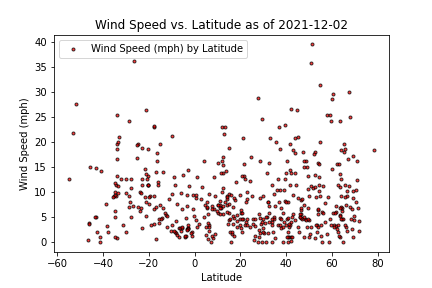 Wind Speed vs. Latitude as of 2021-12-02
Wind Speed (mph) by Latitude
Wind Speed (mph)
40
35
30
25
20
15
10
5
0
−60 −40 −20 0 20 40 60 80
Latitude